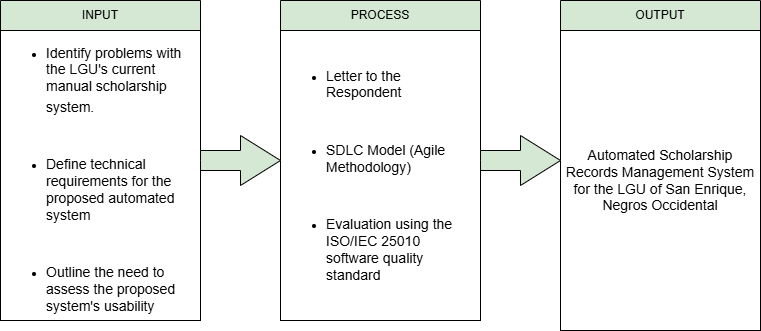 INPUT
• Identify problems with
the LGU's current
manual scholarship
system.
• Define technical
requirements for the
proposed automated
system
• Outline the need to
assess the proposed
system's usability
PROCESS
• Letter to the
Respondent
• SDLC Model (Agile
Methodology)
• Evaluation using the
ISO/IEC 25010
software quality
standard
OUTPUT
Automated Scholarship
Records Management System
for the LGU of San Enrique,
Negros Occidental